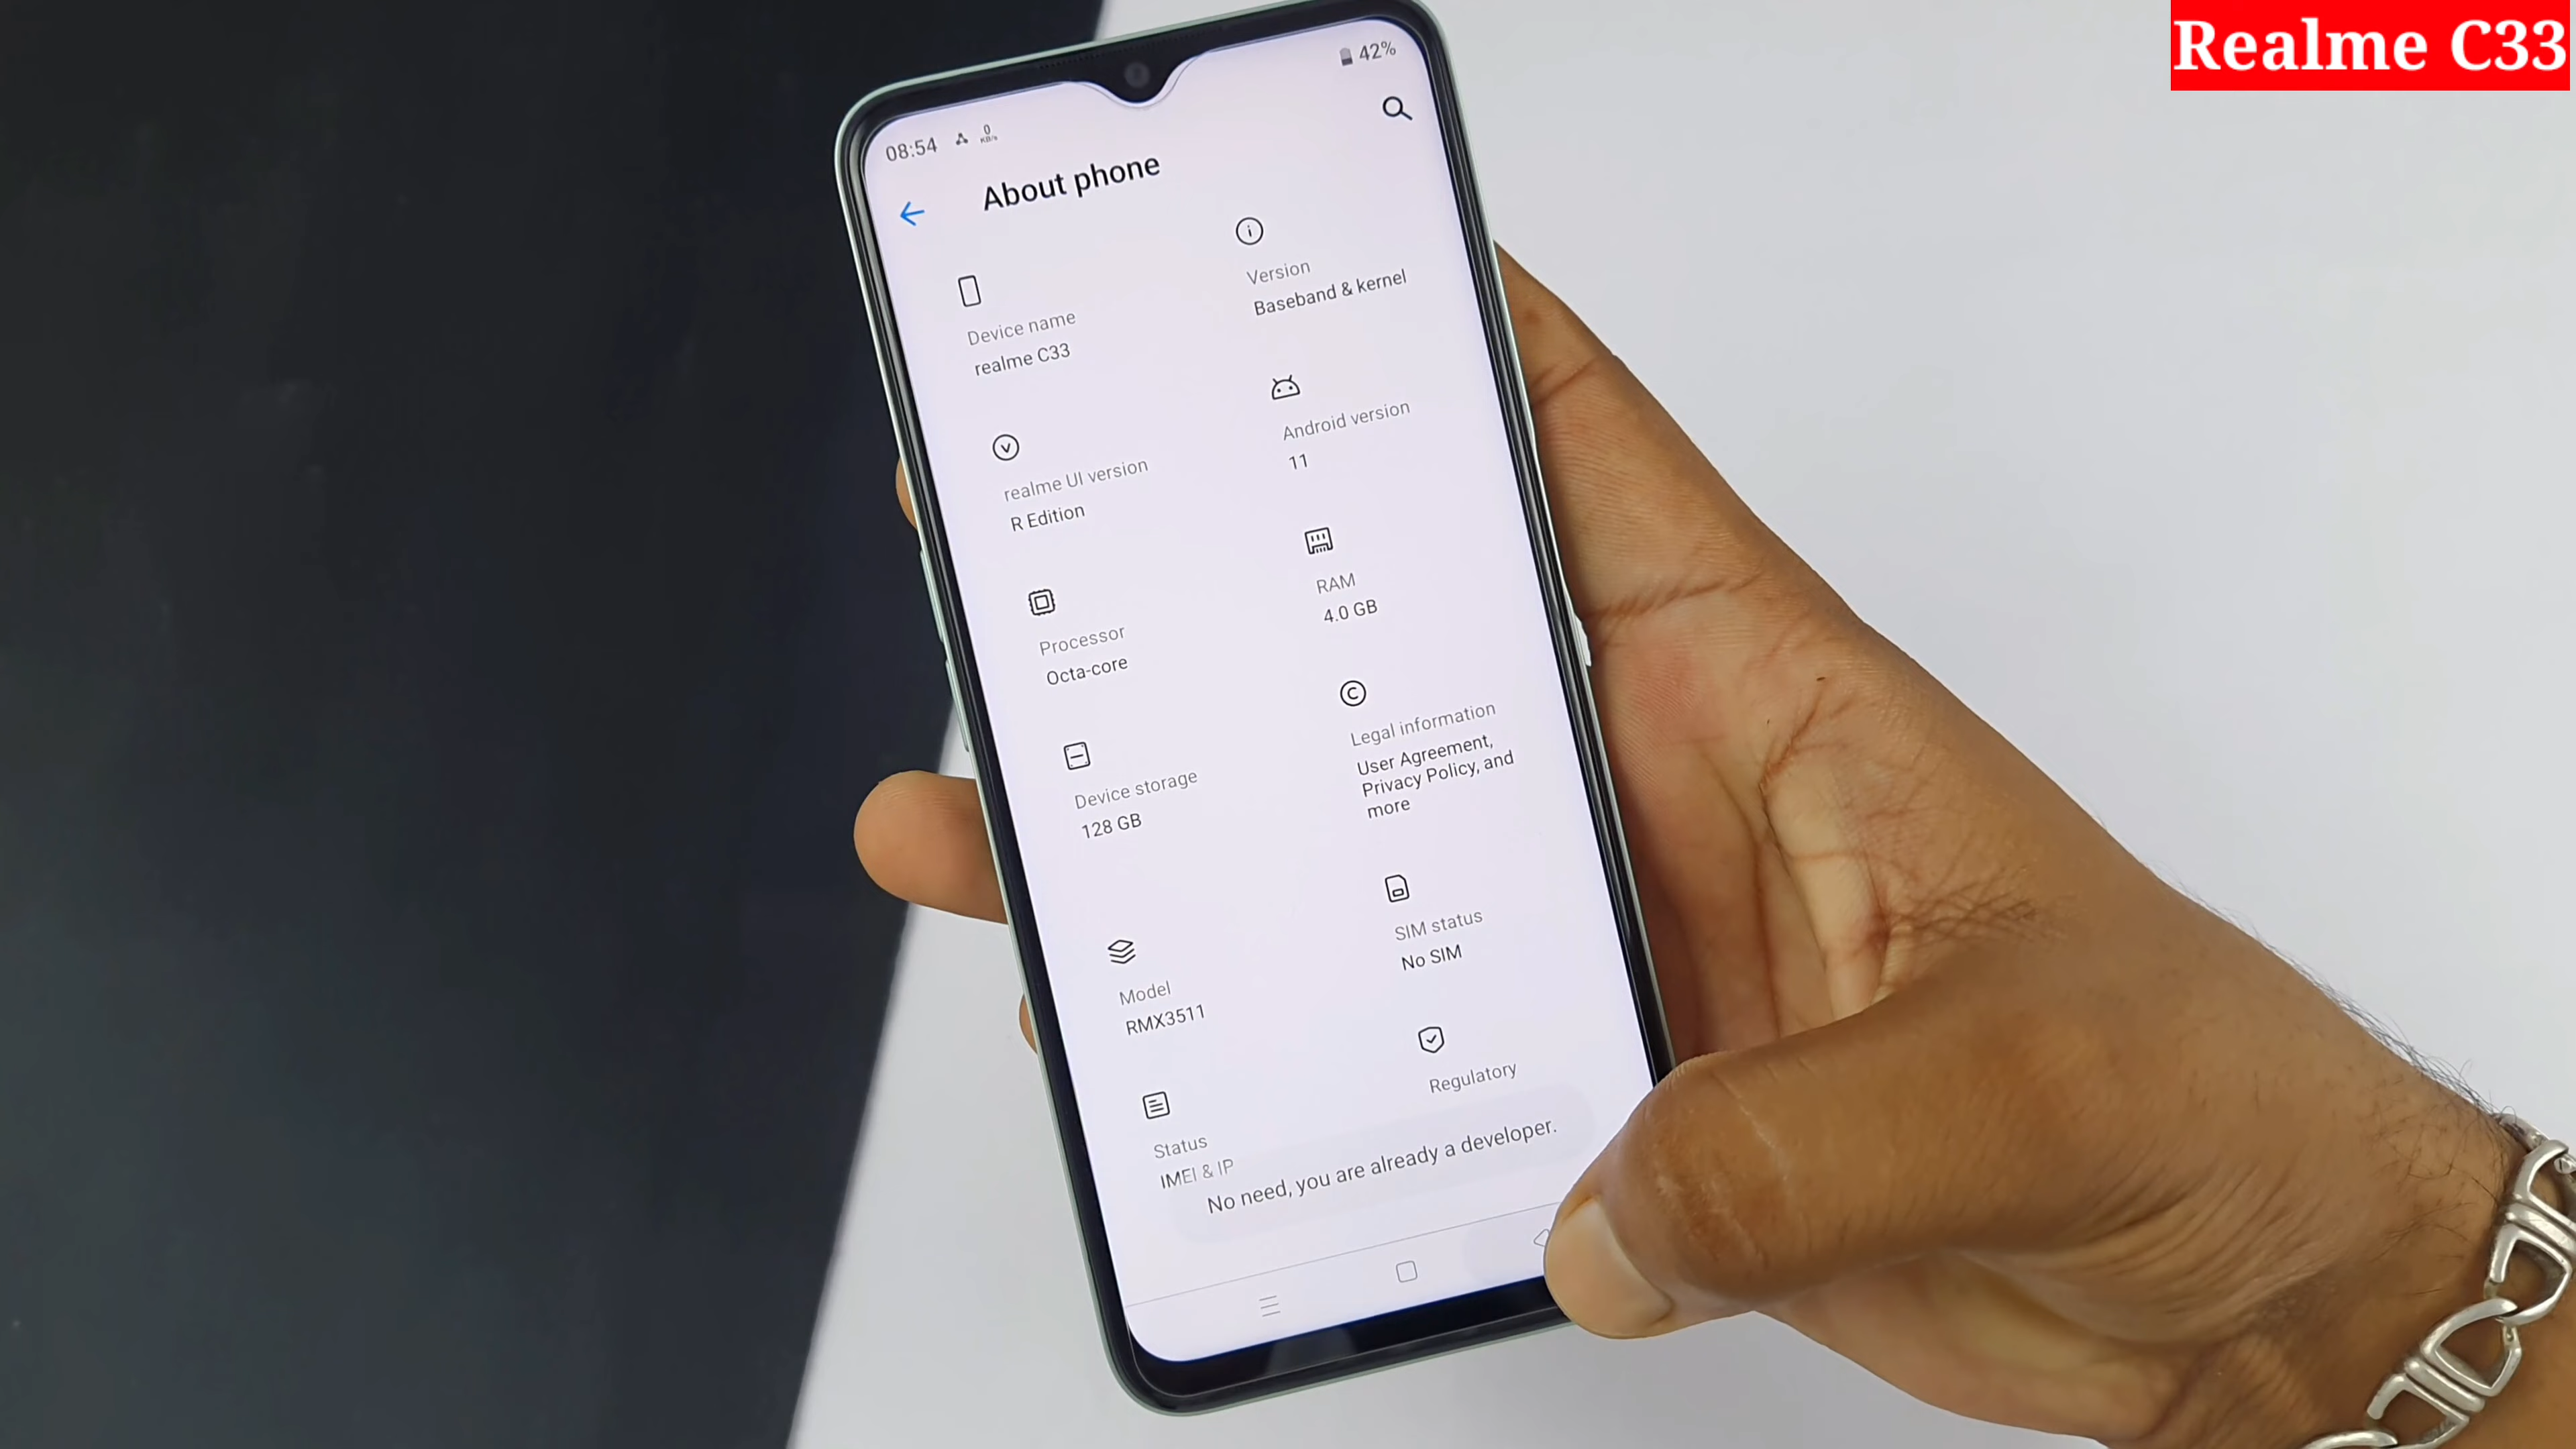 Realme C33
42%
08:54
0
KB/s
About phone
Device name
realme C33
Version
Baseband & kernel
realme UI version
R Edition
Android version
11
Processor
Octa-core
RAM
4.0 GB
Device storage
128 GB
Legal information
User Agreement,
Privacy Policy, and
more
Model
RMX3511
SIM status
No SIM
Status
IMEI & IP
Regulatory
No need, you are already a developer.